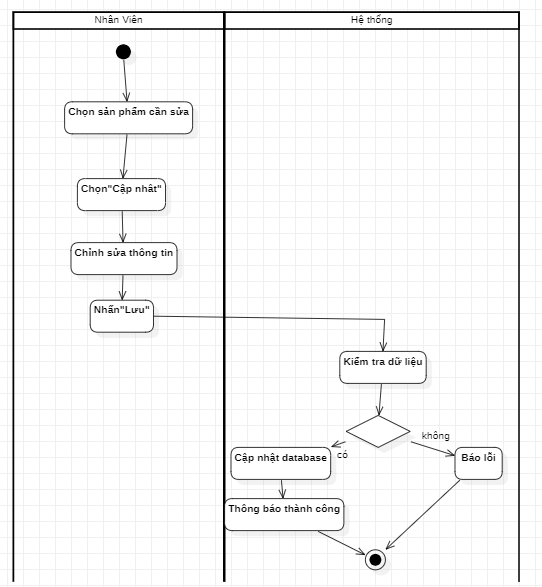 Nhân Viên
Hệ thống
Chọn sản phẩm cần sửa
Chọn"Cập nhât"
Chỉnh sửa thông tin
Nhấn"Lưu"
Kiểm tra dữ liệu
không
có
Cập nhật database
Báo lỗi
Thông báo thành công